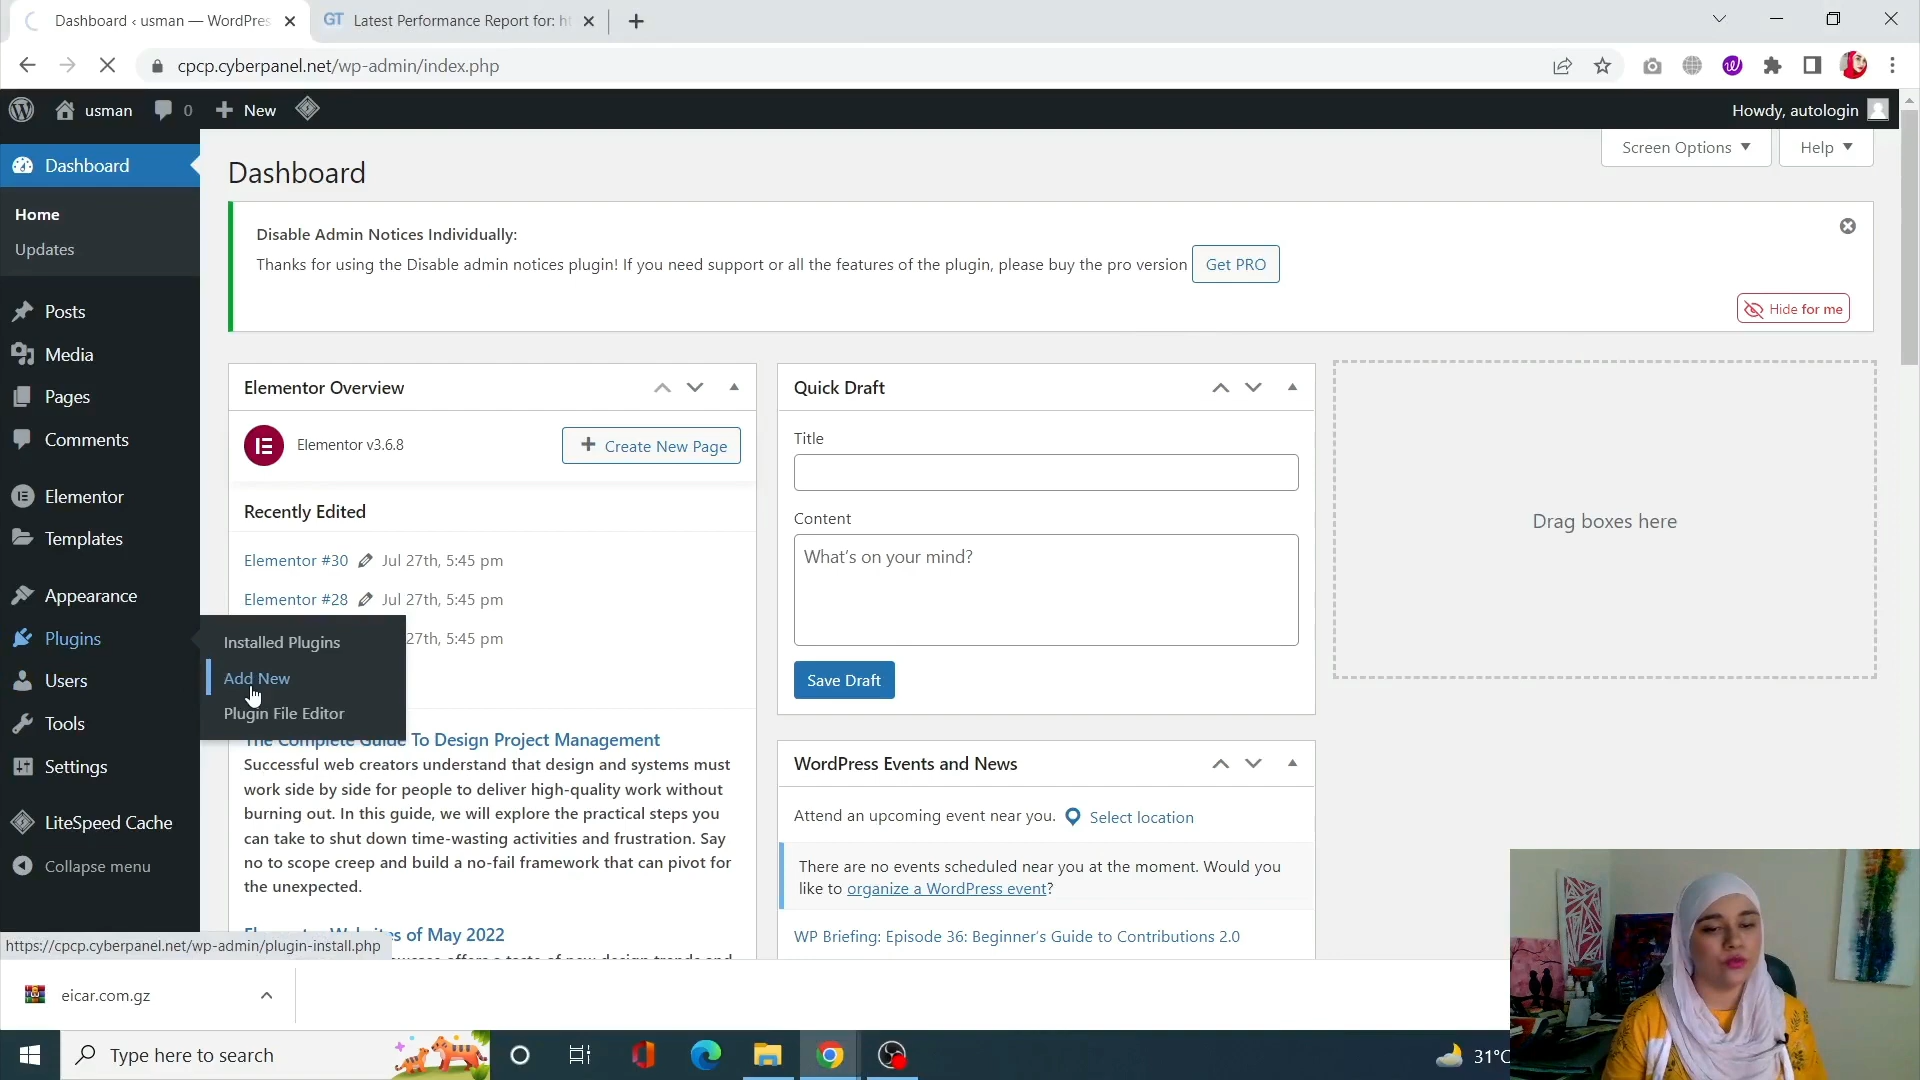 Dashboard ‹ usman — WordPres
GT Latest Performance Report for: ht
cpcp.cyberpanel.net/wp-admin/index.php
usman
0
New
Howdy, autologin
Screen Options
Help
Dashboard
Home
Updates
Posts
Media
Pages
Comments
Elementor
Templates
Appearance
Plugins
Users
Tools
Settings
LiteSpeed Cache
Collapse menu
Installed Plugins
Add New
Plugin File Editor
Dashboard
Disable Admin Notices Individually:
Thanks for using the Disable admin notices plugin! If you need support or all the features of the plugin, please buy the pro version Get PRO
Hide for me
Elementor Overview
Elementor v3.6.8
Create New Page
Recently Edited
Elementor #30 Jul 27th, 5:45 pm
Elementor #28 Jul 27th, 5:45 pm
27th, 5:45 pm
The Complete Guide To Design Project Management
Successful web creators understand that design and systems must
work side by side for people to deliver high-quality work without
burning out. In this guide, we will explore the practical steps you
can take to shut down time-wasting activities and frustration. Say
no to scope creep and build a no-fail framework that can pivot for
the unexpected.
of May 2022
Quick Draft
Title
Content
What's on your mind?
Save Draft
WordPress Events and News
Attend an upcoming event near you. Select location
There are no events scheduled near you at the moment. Would you
like to organize a WordPress event?
WP Briefing: Episode 36: Beginner's Guide to Contributions 2.0
Drag boxes here
https://cpcp.cyberpanel.net/wp-admin/plugin-install.php
eicar.com.gz
Type here to search
31°C